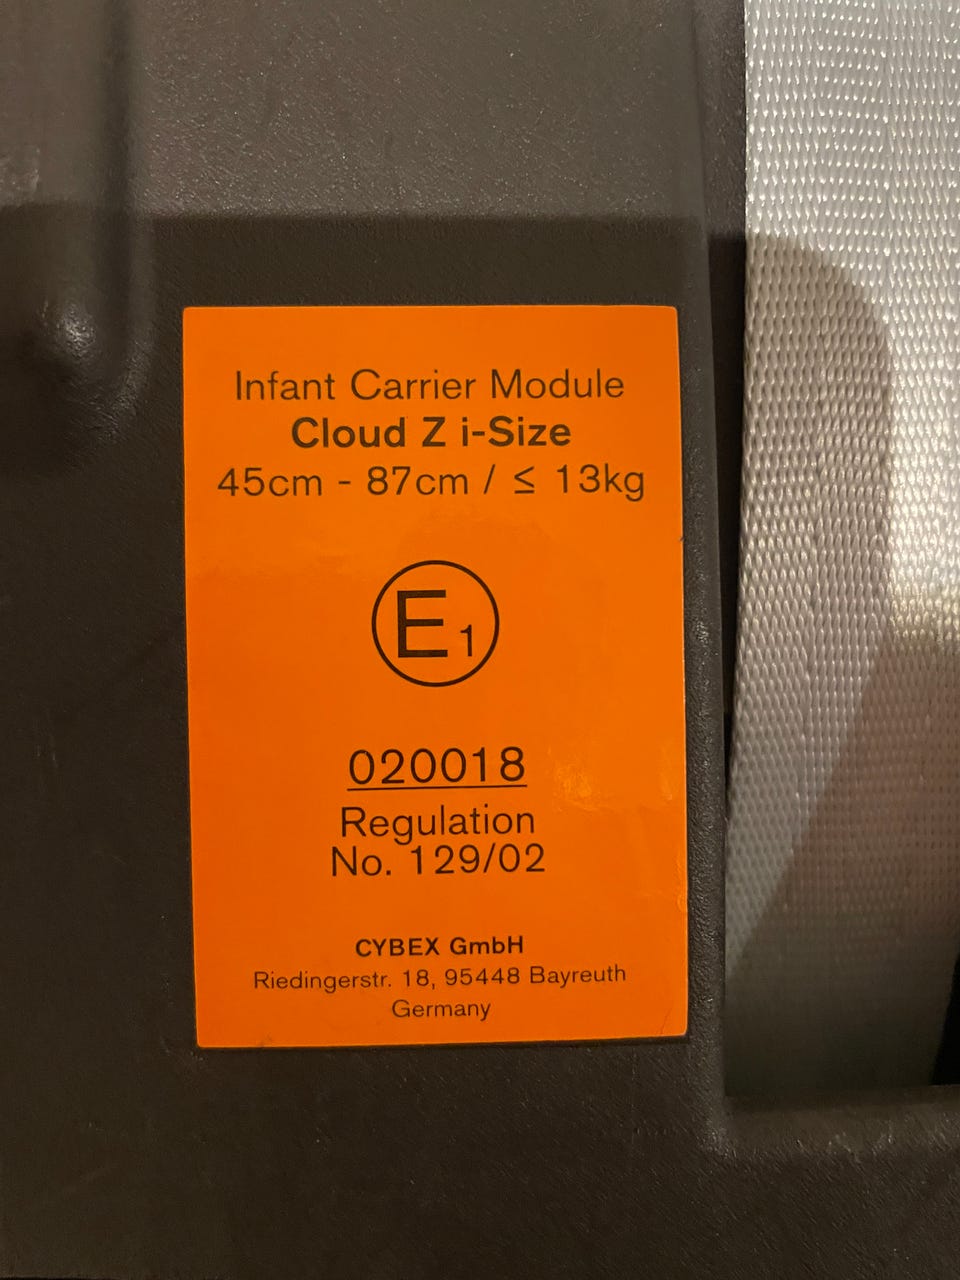 Infant Carrier Module
Cloud Z i-Size
45cm - 87cm / ≤ 13kg
E1
020018
Regulation
No. 129/02
CYBEX GmbH
Riedingerstr. 18, 95448 Bayreuth
Germany